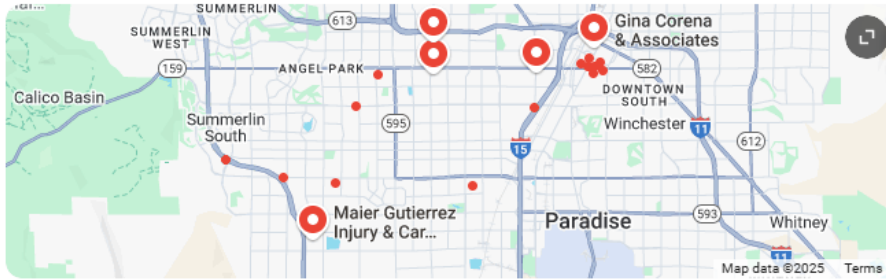 SUMMERLIN
613
Gina Corena
& Associates
SUMMERLIN
WEST
159
ANGEL PARK
582
Calico Basin
DOWNTOWN
SOUTH
Summerlin
South
595
Winchester
11
15
612
Maier Gutierrez
Injury & Car...
Paradise
593
Whitney
11
Map data ©2025
Terms